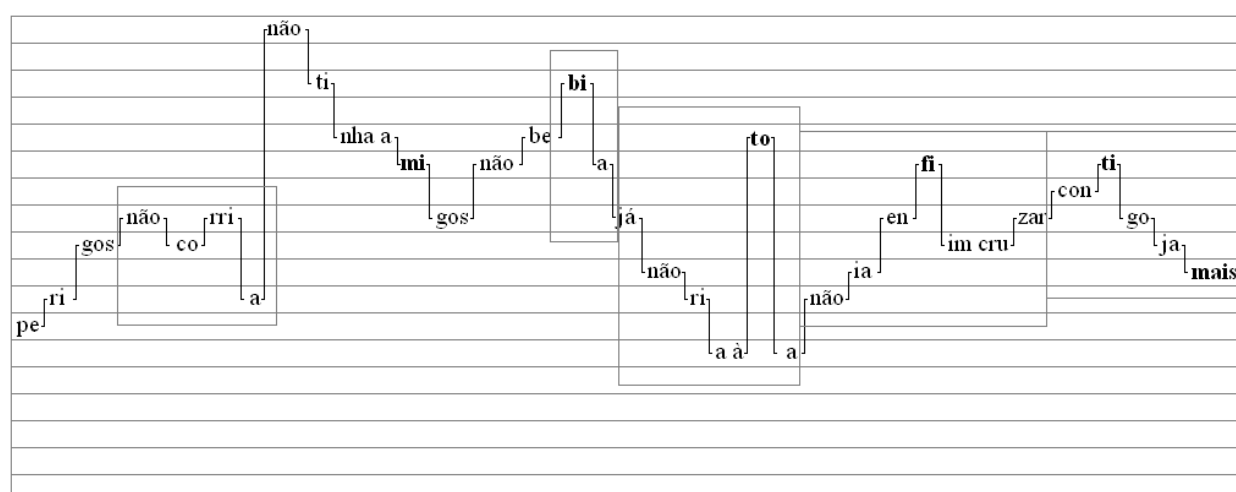 pe ri gos não co rri a não ti nha a mi gos não be bi a já não ri a à to a não ia en fi im cru zar con ti go ja mais